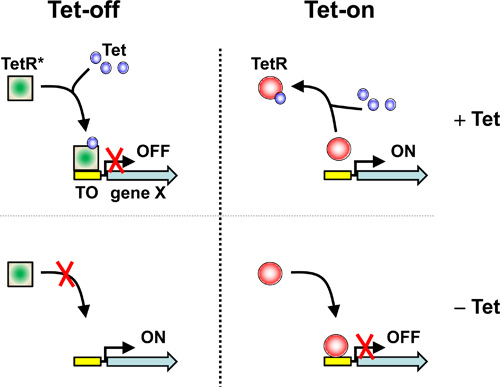 Tet-off
Tet-on
TetR*
Tet
OFF
TO gene X
TetR
ON
+ Tet
ON
OFF
– Tet